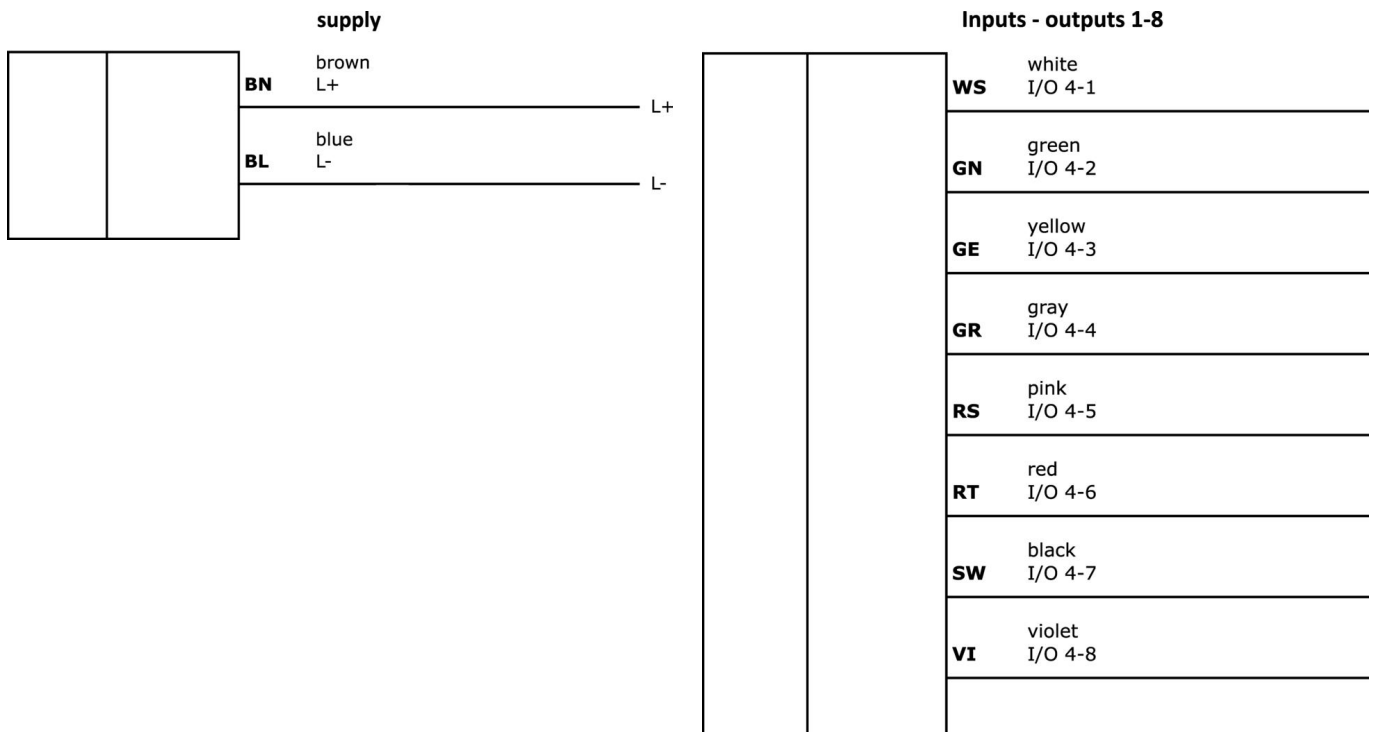 supply
brown
BN L+
L+
blue
BL L-
L-
Inputs - outputs 1-8
white
WS I/O 4-1
green
GN I/O 4-2
yellow
GE I/O 4-3
gray
GR I/O 4-4
pink
RS I/O 4-5
red
RT I/O 4-6
black
SW I/O 4-7
violet
VI I/O 4-8